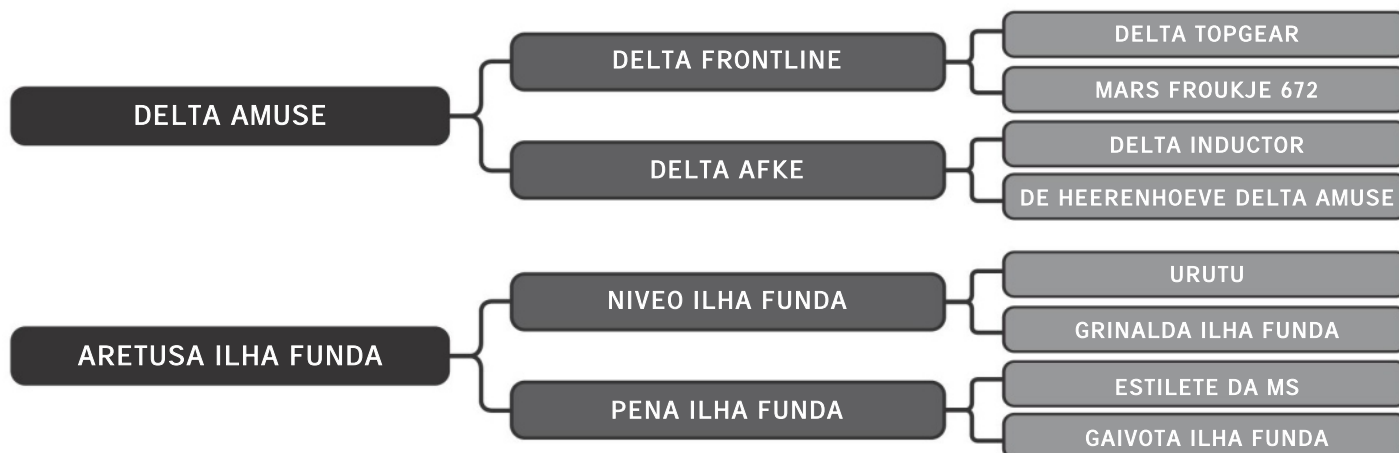 DELTA AMUSE
DELTA FRONTLINE
DELTA TOPGEAR
MARS FROUKJE 672
DELTA AFKE
DELTA INDUCTOR
DE HEERENHOEVE DELTA AMUSE
ARETUSA ILHA FUNDA
NIVEO ILHA FUNDA
URUTU
GRINALDA ILHA FUNDA
PENA ILHA FUNDA
ESTILETE DA MS
GAIVOTA ILHA FUNDA